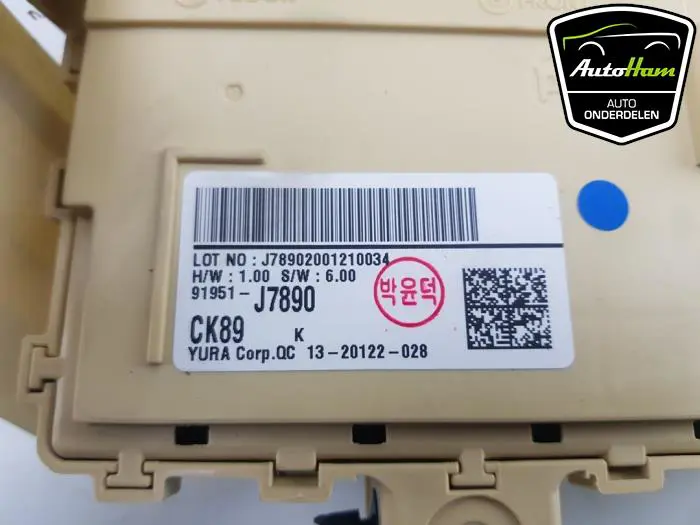 AutoHam
AUTO
ONDERDELEN
LOT NO : J78902001210034
H/W : 1.00 S/W : 6.00
91951- J7890
박윤덕
CK89 K
YURA Corp.QC 13-20122-028